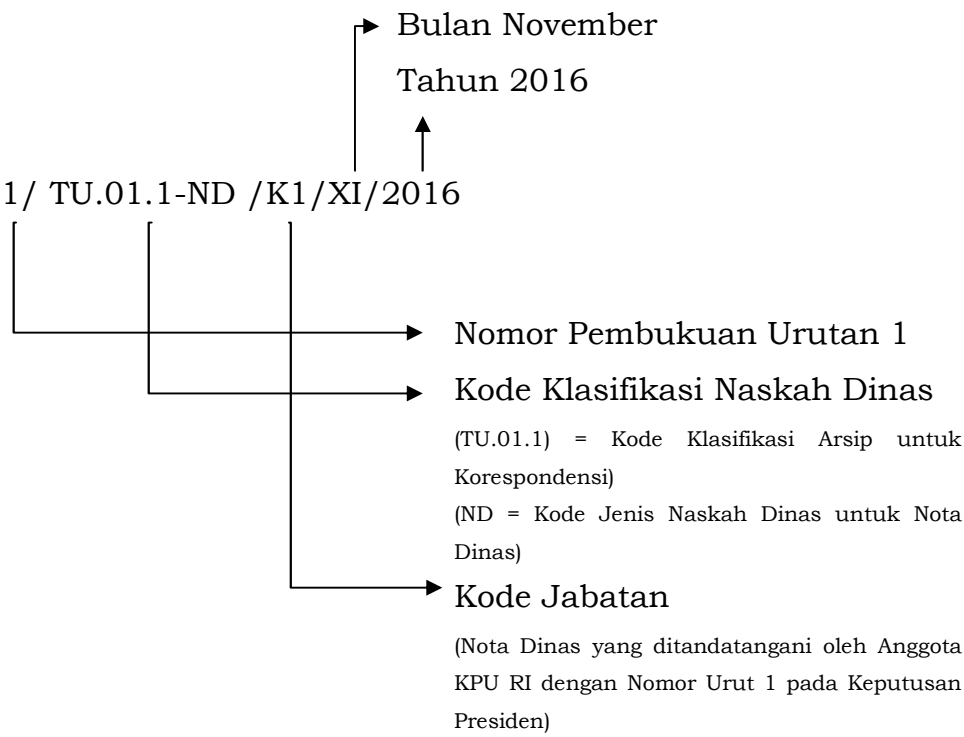 Bulan November
Tahun 2016
1/ TU.01.1-ND /K1/XI/2016
Nomor Pembukuan Urutan 1
Kode Klasifikasi Naskah Dinas
(TU.01.1) = Kode Klasifikasi Arsip untuk
Korespondensi)
(ND = Kode Jenis Naskah Dinas untuk Nota
Dinas)
Kode Jabatan
(Nota Dinas yang ditandatangani oleh Anggota
KPU RI dengan Nomor Urut 1 pada Keputusan
Presiden)